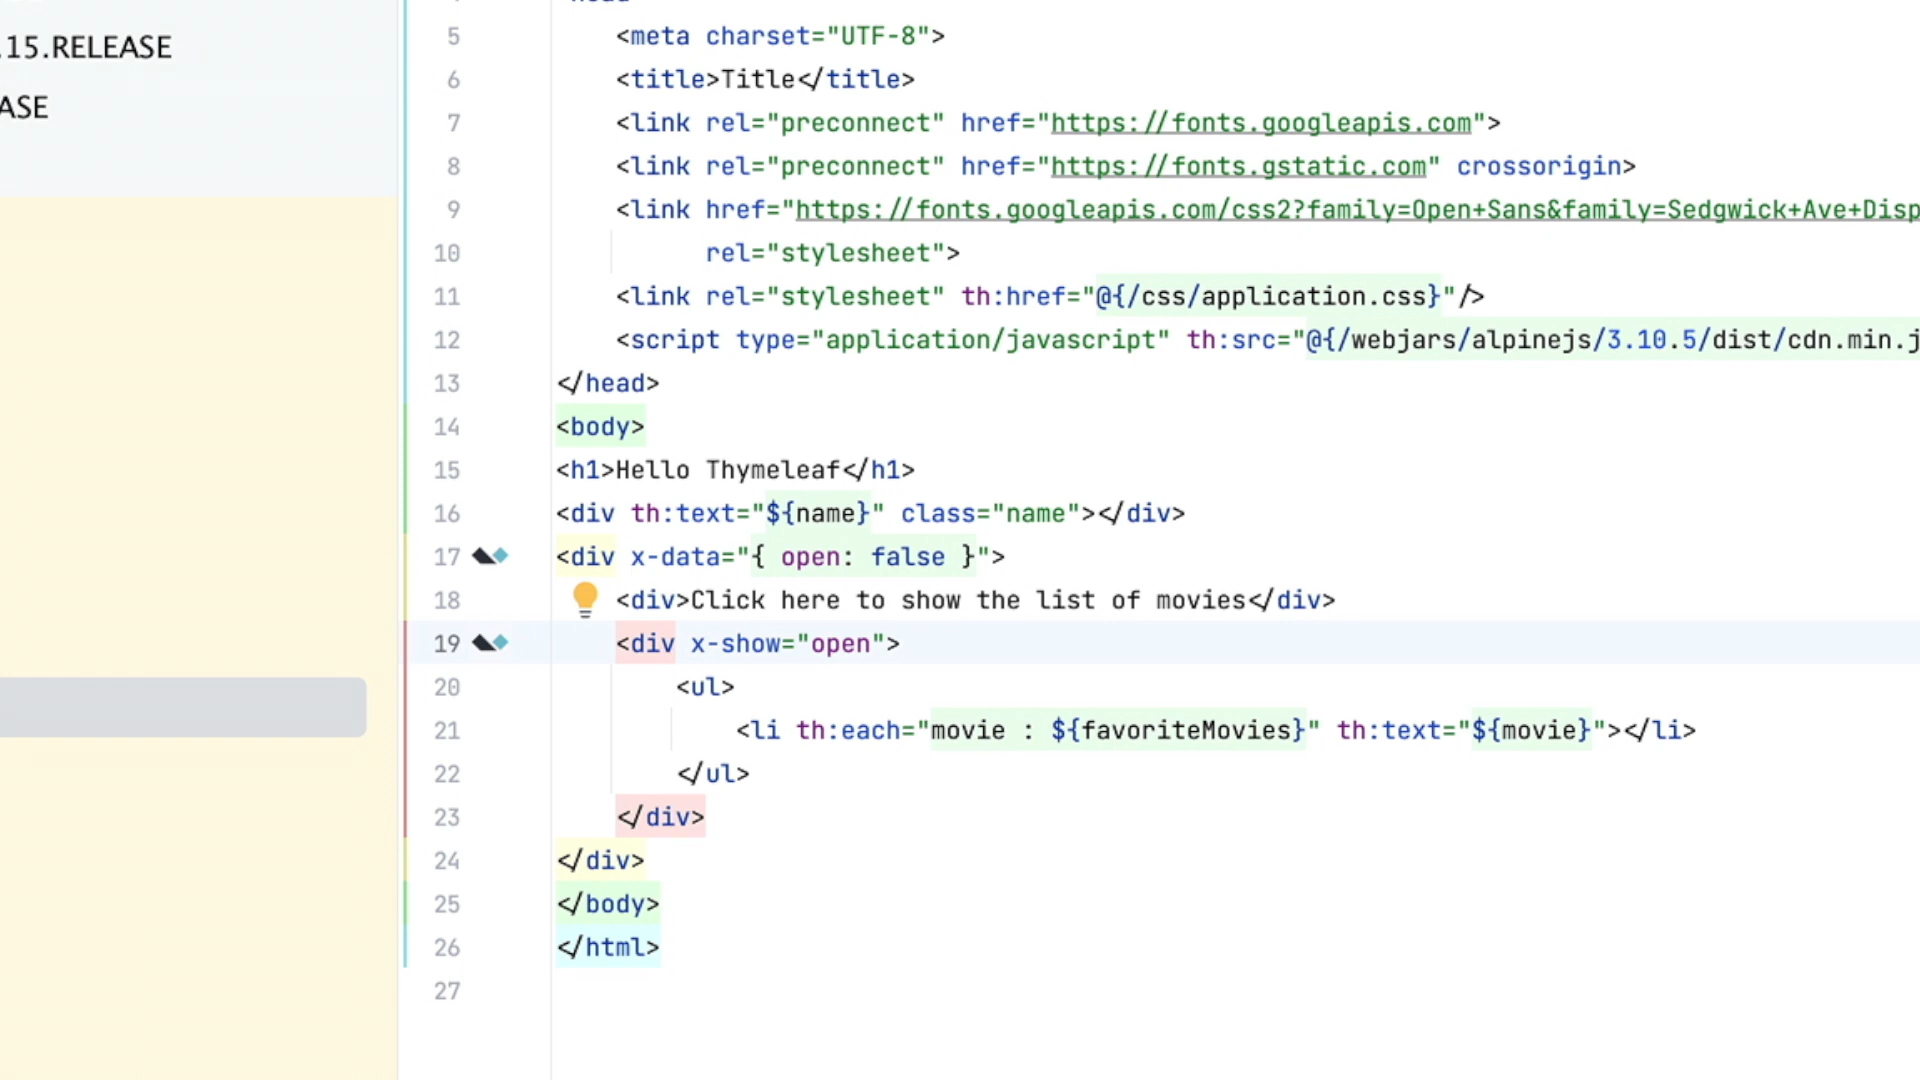 .15.RELEASE
ASE
5 <meta charset="UTF-8">
6 <title>Title</title>
7 <link rel="preconnect" href="https://fonts.googleapis.com">
8 <link rel="preconnect" href="https://fonts.gstatic.com" crossorigin>
9 <link href="https://fonts.googleapis.com/css2?family=Open+Sans&family=Sedgwick+Ave+Disp
10 rel="stylesheet">
11 <link rel="stylesheet" th:href="@{/css/application.css}"/>
12 <script type="application/javascript" th:src="@{/webjars/alpinejs/3.10.5/dist/cdn.min.j
13 </head>
14 <body>
15 <h1>Hello Thymeleaf</h1>
16 <div th:text="${name}" class="name"></div>
17 <div x-data="{ open: false }">
18 <div>Click here to show the list of movies</div>
19 <div x-show="open">
20 <ul>
21 <li th:each="movie : ${favoriteMovies}" th:text="${movie}"></li>
22 </ul>
23 </div>
24 </div>
25 </body>
26 </html>
27